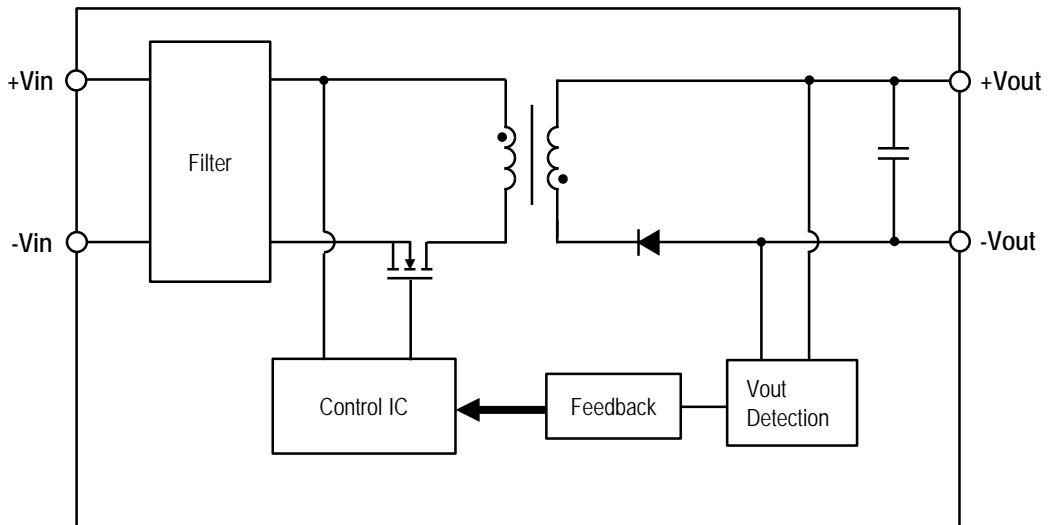 +Vin
+Vout
Filter
-Vin
-Vout
Control IC
Feedback
Vout
Detection